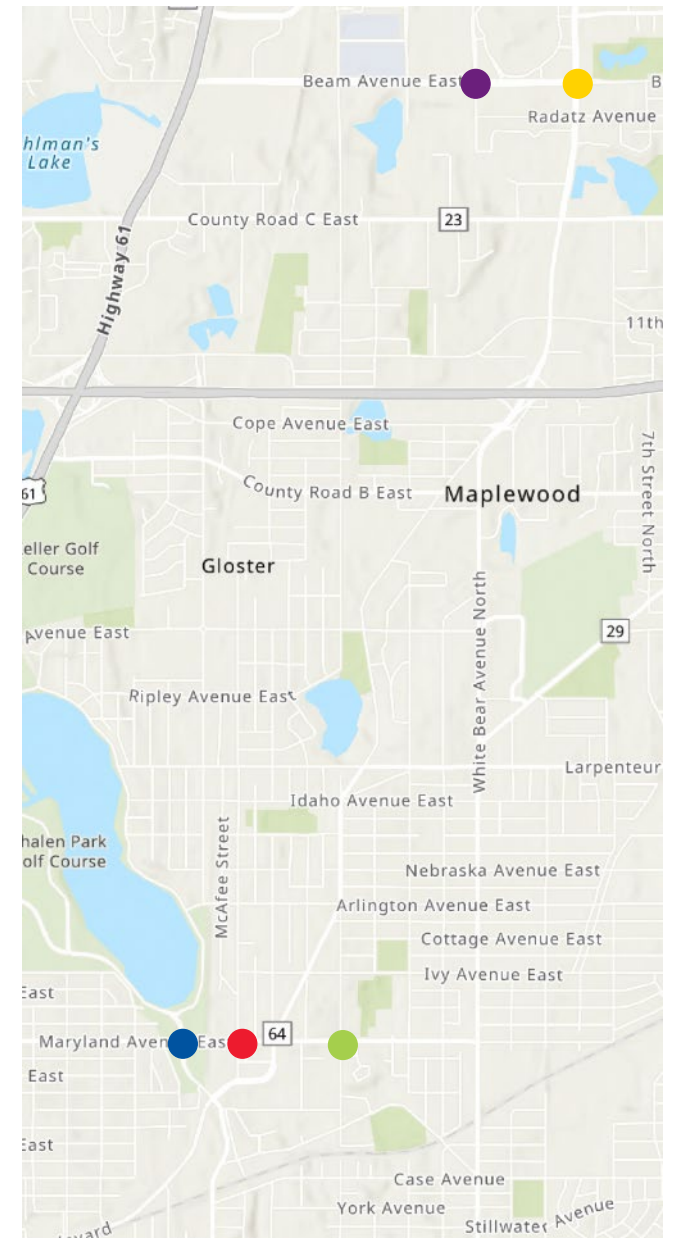 Beam Avenue East
B
Radatz Avenue
hlman's
Lake
County Road C East
23
Highway 61
11th
Cope Avenue East
7th Street North
County Road B East
Maplewood
61
eller Golf
Course
Gloster
Avenue East
29
White Bear Avenue North
Ripley Avenue East
Larpenteur
Idaho Avenue East
halen Park
olf Course
McAfee Street
Nebraska Avenue East
Arlington Avenue East
Cottage Avenue East
Ivy Avenue East
East
64
Maryland Avenue East
East
East
Case Avenue
York Avenue
Stillwater Avenue